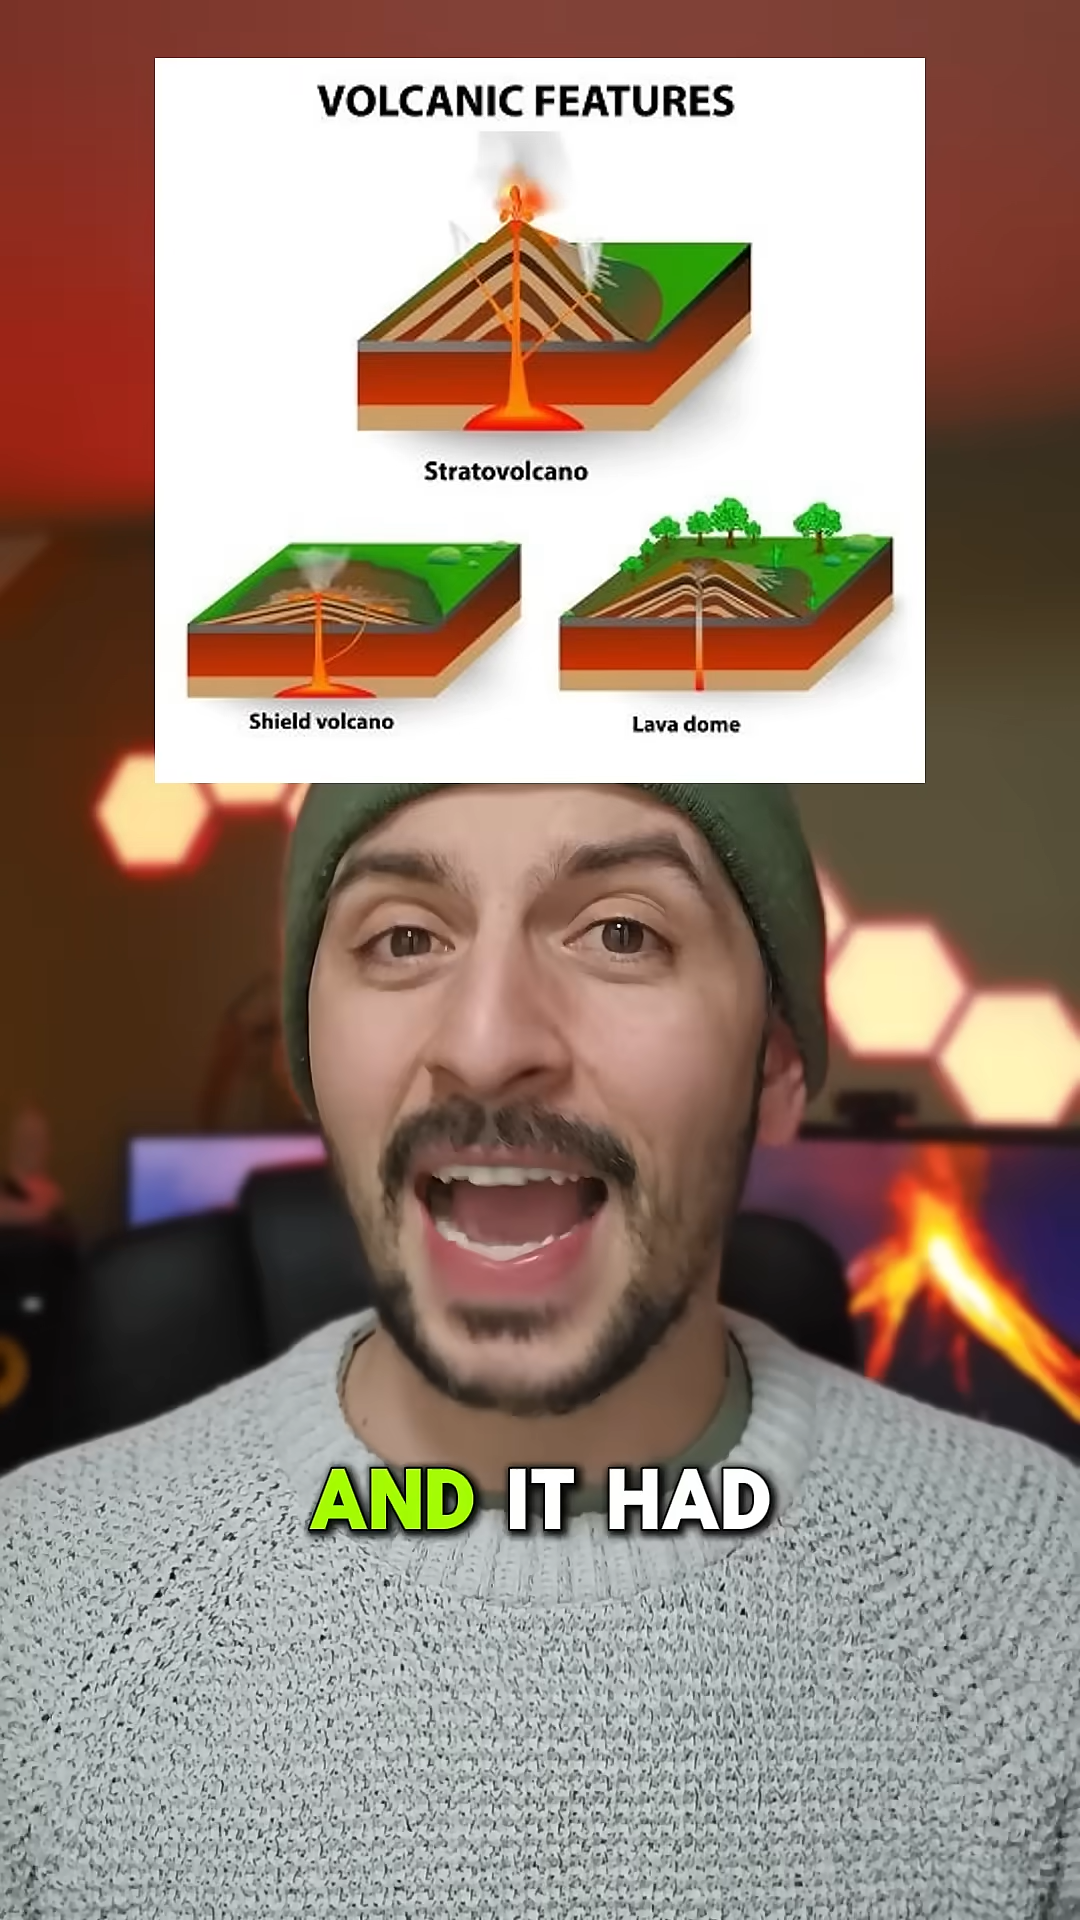 VOLCANIC FEATURES
Stratovolcano
Shield volcano
Lava dome
AND IT HAD